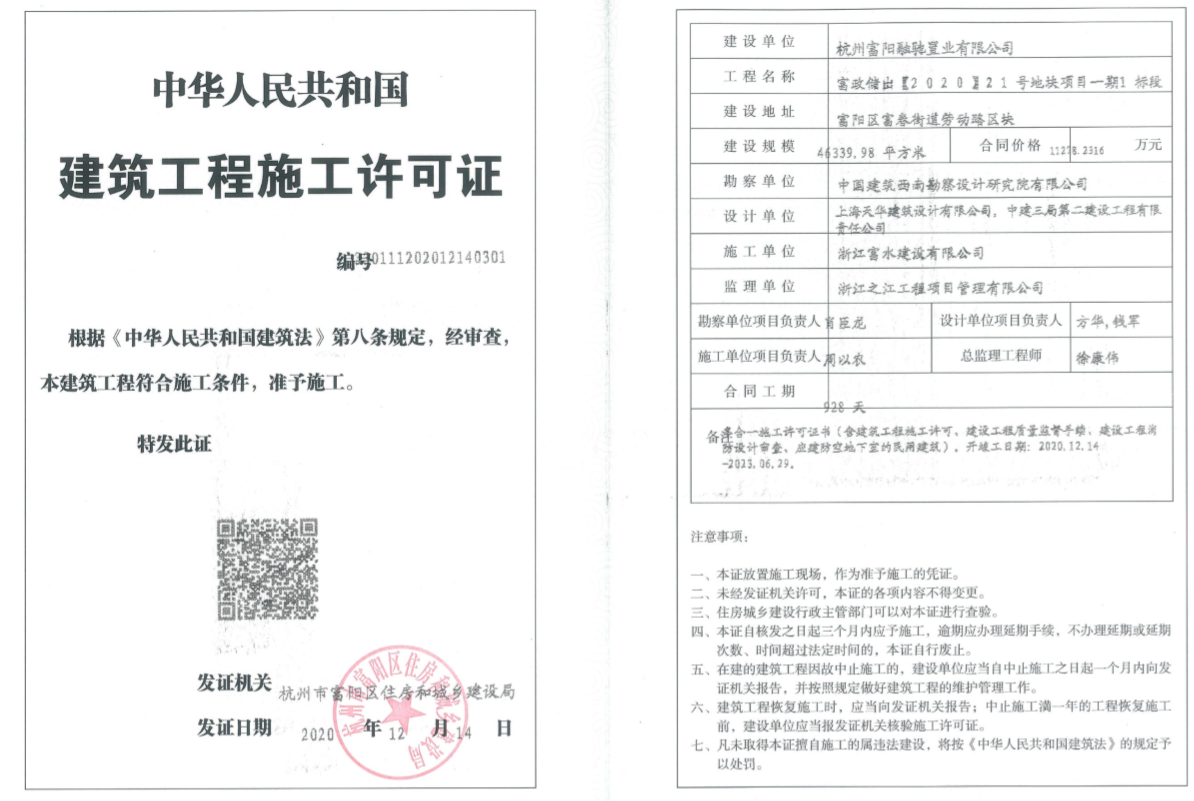 中华人民共和国
建筑工程施工许可证
编号 0111202012140301
根据《中华人民共和国建筑法》第八条规定，经审查，
本建筑工程符合施工条件，准予施工。
特发此证
发证机关 杭州市富阳区住房和城乡建设局
发证日期 2020 年 12 月 14 日
杭州市富阳区住房和城乡建设局
建设单位 杭州富阳融驰置业有限公司
工程名称 富政储出【2020】21号地块项目一期1标段
建设地址 富阳区富春街道劳动路区块
建设规模 46339.98 平方米 合同价格 11278.2316 万元
勘察单位 中国建筑西南勘察设计研究院有限公司
设计单位 上海天华建筑设计有限公司，中建三局第二建设工程有限
责任公司
施工单位 浙江富水建设有限公司
监理单位 浙江之江工程项目管理有限公司
勘察单位项目负责人 肖臣龙 设计单位项目负责人 方华，钱军
施工单位项目负责人 周以农 总监理工程师 徐康伟
合同工期 928 天
备注 多合一施工许可证书（含建筑工程施工许可、建设工程质量监督手续、建设工程消
防设计审查、应建防空地下室的民用建筑），开竣工日期：2020.12.14
-2023.06.29。
注意事项：
一、本证放置施工现场，作为准予施工的凭证。
二、未经发证机关许可，本证的各项内容不得变更。
三、住房城乡建设行政主管部门可以对本证进行查验。
四、本证自核发之日起三个月内应予施工，逾期应办理延期手续，不办理延期或延期
次数、时间超过法定时间的，本证自行废止。
五、在建的建筑工程因故中止施工的，建设单位应当自中止施工之日起一个月内向发
证机关报告，并按照规定做好建筑工程的维护管理工作。
六、建筑工程恢复施工时，应当向发证机关报告；中止施工满一年的工程恢复施工
前，建设单位应当报发证机关核验施工许可证。
七、凡未取得本证擅自施工的属违法建设，将按《中华人民共和国建筑法》的规定予
以处罚。